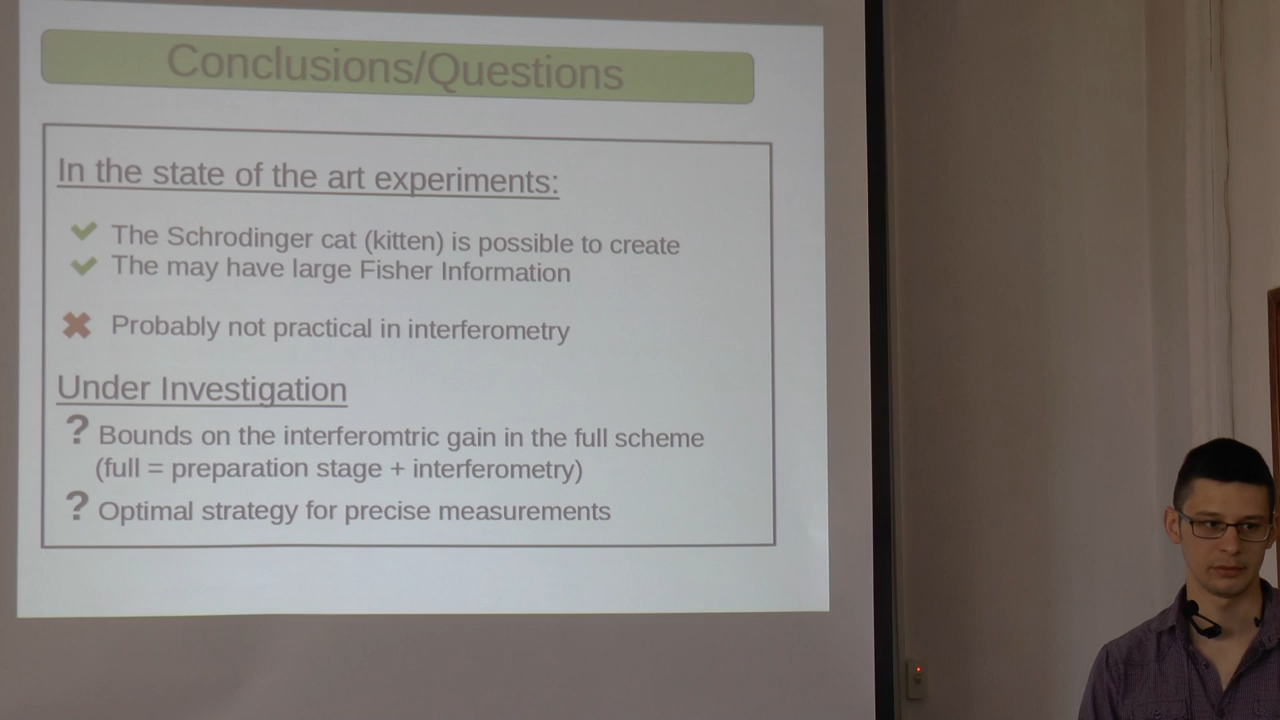 Conclusions/Questions
In the state of the art experiments:
The Schrodinger cat (kitten) is possible to create
The may have large Fisher Information
Probably not practical in interferometry
Under Investigation
? Bounds on the interferomtric gain in the full scheme
(full = preparation stage + interferometry)
? Optimal strategy for precise measurements